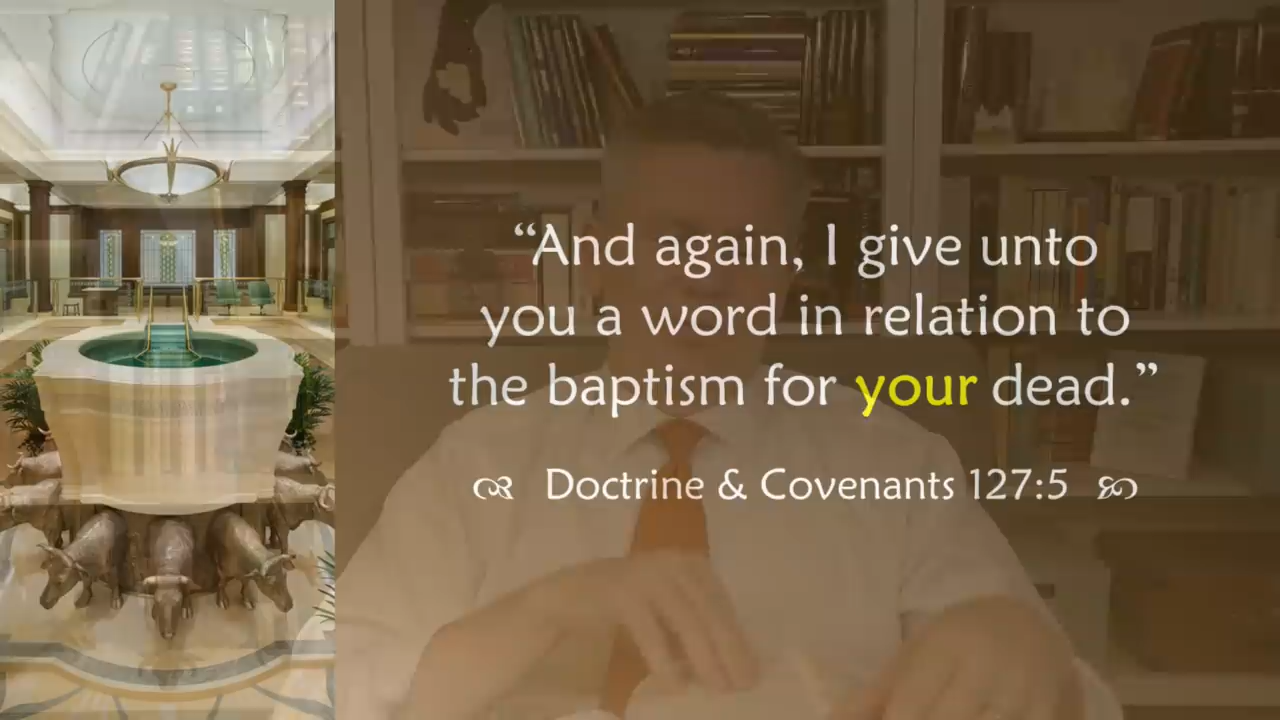 “And again, I give unto
you a word in relation to
the baptism for your dead.”
Doctrine & Covenants 127:5